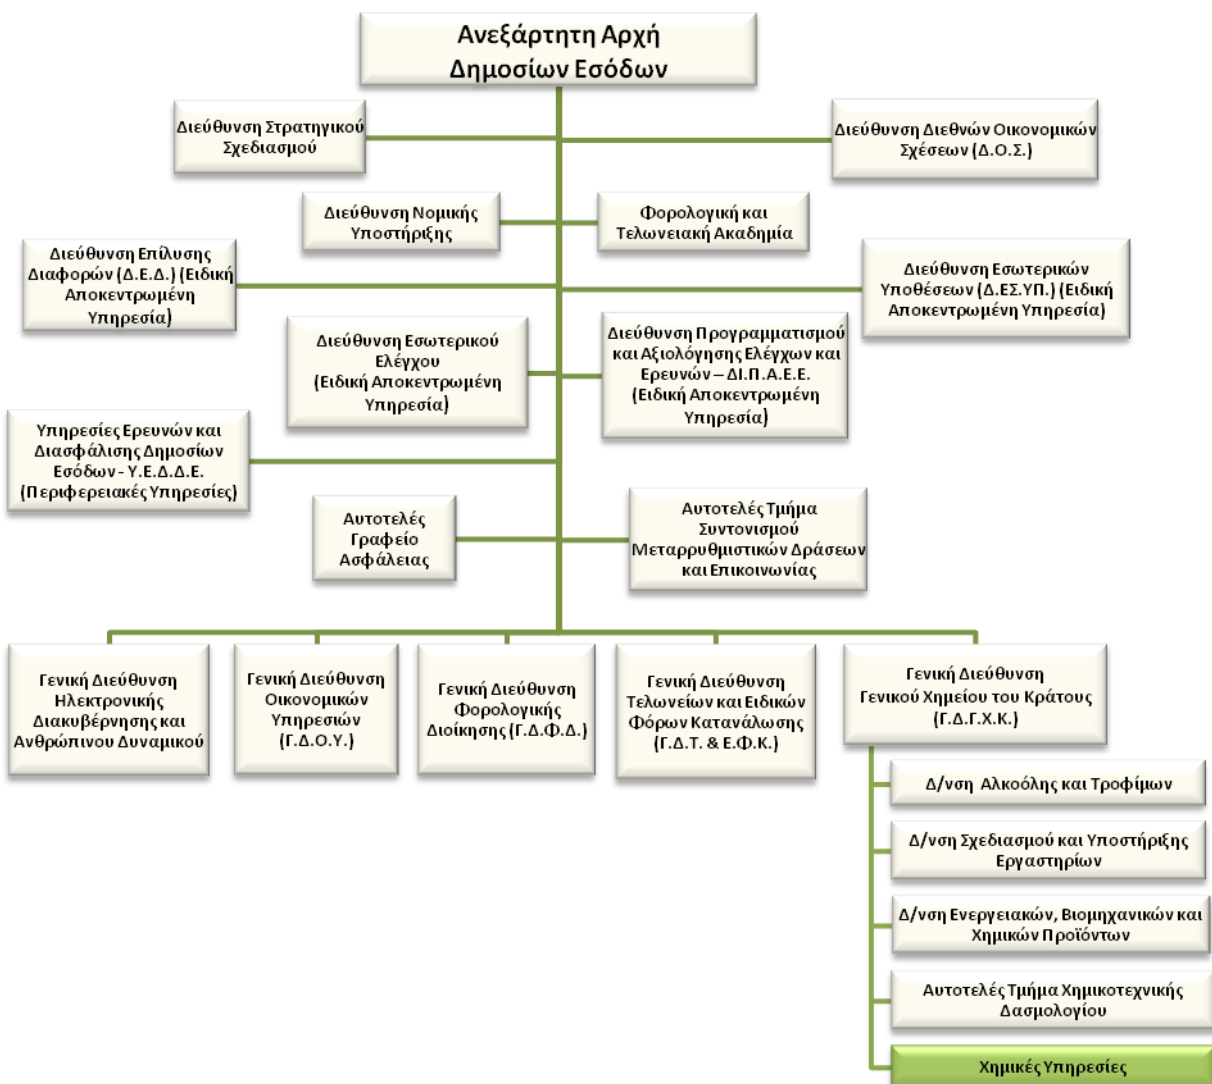 Ανεξάρτητη Αρχή
Δημοσίων Εσόδων
Διεύθυνση Στρατηγικού
Σχεδιασμού
Διεύθυνση Διεθνών Οικονομικών
Σχέσεων (Δ.Ο.Σ.)
Διεύθυνση Νομικής
Υποστήριξης
Φορολογική και
Τελωνειακή Ακαδημία
Διεύθυνση Επίλυσης
Διαφορών (Δ.Ε.Δ.) (Ειδική
Αποκεντρωμένη
Υπηρεσία)
Διεύθυνση Εσωτερικών
Υποθέσεων (Δ.ΕΣ.ΥΠ.) (Ειδική
Αποκεντρωμένη Υπηρεσία)
Διεύθυνση Εσωτερικού
Ελέγχου
(Ειδική Αποκεντρωμένη
Υπηρεσία)
Διεύθυνση Προγραμματισμού
και Αξιολόγησης Ελέγχων και
Ερευνών – ΔΙ.Π.Α.Ε.Ε.
(Ειδική Αποκεντρωμένη
Υπηρεσία)
Υπηρεσίες Ερευνών και
Διασφάλισης Δημοσίων
Εσόδων - Υ.Ε.Δ.Δ.Ε.
(Περιφερειακές Υπηρεσίες)
Αυτοτελές
Γραφείο
Ασφάλειας
Αυτοτελές Τμήμα
Συντονισμού
Μεταρρυθμιστικών Δράσεων
και Επικοινωνίας
Γενική Διεύθυνση
Ηλεκτρονικής
Διακυβέρνησης και
Ανθρώπινου Δυναμικού
Γενική Διεύθυνση
Οικονομικών
Υπηρεσιών
(Γ.Δ.Ο.Υ.)
Γενική Διεύθυνση
Φορολογικής
Διοίκησης (Γ.Δ.Φ.Δ.)
Γενική Διεύθυνση
Τελωνείων και Ειδικών
Φόρων Κατανάλωσης
(Γ.Δ.Τ. & Ε.Φ.Κ.)
Γενική Διεύθυνση
Γενικού Χημείου του Κράτους
(Γ.Δ.Γ.Χ.Κ.)
Δ/νση Αλκοόλης και Τροφίμων
Δ/νση Σχεδιασμού και Υποστήριξης
Εργαστηρίων
Δ/νση Ενεργειακών, Βιομηχανικών και
Χημικών Προϊόντων
Αυτοτελές Τμήμα Χημικοτεχνικής
Δασμολογίου
Χημικές Υπηρεσίες